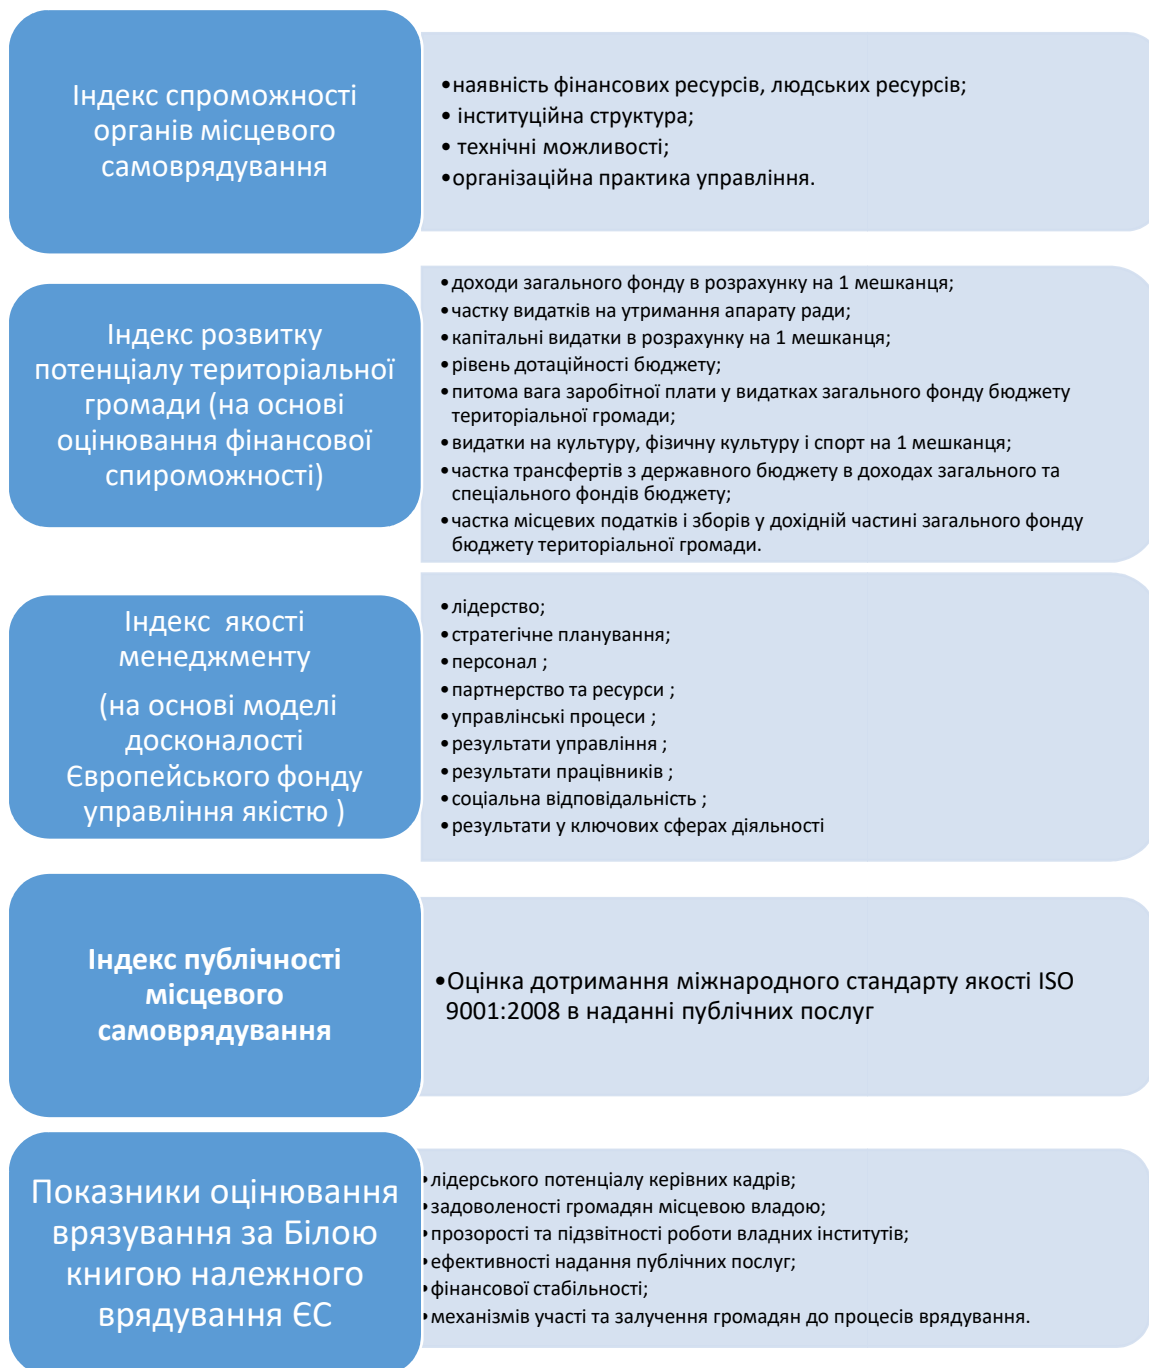 Індекс спроможності
органів місцевого
самоврядування
•наявність фінансових ресурсів, людських ресурсів;
• інституційна структура;
• технічні можливості;
•організаційна практика управління.
Індекс розвитку
потенціалу територіальної
громади (на основі
оцінювання фінансової
спироможності)
•доходи загального фонду в розрахунку на 1 мешканця;
•частку видатків на утримання апарату ради;
•капітальні видатки в розрахунку на 1 мешканця;
•рівень дотаційності бюджету;
•питома вага заробітної плати у видатках загального фонду бюджету
територіальної громади;
•видатки на культуру, фізичну культуру і спорт на 1 мешканця;
•частка трансфертів з державного бюджету в доходах загального та
спеціального фондів бюджету;
•частка місцевих податків і зборів у дохідній частині загального фонду
бюджету територіальної громади.
Індекс якості
менеджменту
(на основі моделі
досконалості
Європейського фонду
управління якістю )
•лідерство;
•стратегічне планування;
•персонал ;
•партнерство та ресурси ;
•управлінські процеси ;
•результати управління ;
•результати працівників ;
•соціальна відповідальність ;
•результати у ключових сферах діяльності
Індекс публічності
місцевого
самоврядування
•Оцінка дотримання міжнародного стандарту якості ISO
9001:2008 в наданні публічних послуг
Показники оцінювання
врязування за Білою
книгою належного
врядування ЄС
•лідерського потенціалу керівних кадрів;
•задоволеності громадян місцевою владою;
•прозорості та підзвітності роботи владних інститутів;
•ефективності надання публічних послуг;
•фінансової стабільності;
•механізмів участі та залучення громадян до процесів врядування.